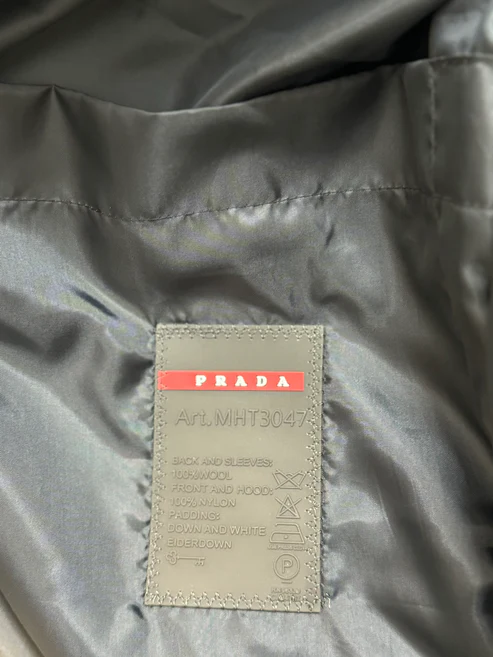 PRADA
Art. MHT3047
BACK AND SLEEVES:
100%WOOL
FRONT AND HOOD:
100% NYLON
PADDING:
DOWN AND WHITE
EIDERDOWN
P